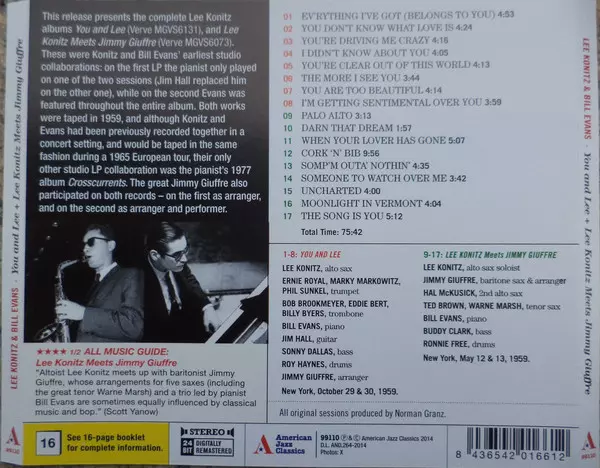 LEE KONITZ & BILL EVANS · You and Lee + Lee Konitz Meets Jimmy Giuffre
This release presents the complete Lee Konitz
albums You and Lee (Verve MGVS6131), and Lee
Konitz Meets Jimmy Giuffre (Verve MGVS6073).
These were Konitz and Bill Evans' earliest studio
collaborations: on the first LP the pianist only played
on one of the two sessions (Jim Hall replaced him
on the other one), while on the second Evans was
featured throughout the entire album. Both works
were taped in 1959, and although Konitz and
Evans had been previously recorded together in a
concert setting, and would be taped in the same
fashion during a 1965 European tour, their only
other studio LP collaboration was the pianist's 1977
album Crosscurrents. The great Jimmy Giuffre also
participated on both records – on the first as arranger,
and on the second as arranger and performer.
★★★★ 1/2 ALL MUSIC GUIDE:
Lee Konitz Meets Jimmy Giuffre
"Altoist Lee Konitz meets up with baritonist Jimmy
Giuffre, whose arrangements for five saxes (including
the great tenor Warne Marsh) and a trio led by pianist
Bill Evans are sometimes equally influenced by classical
music and bop." (Scott Yanow)
01 EV'RYTHING I'VE GOT (BELONGS TO YOU) 4:53
02 YOU DON'T KNOW WHAT LOVE IS 4:24
03 YOU'RE DRIVING ME CRAZY 4:16
04 I DIDN'T KNOW ABOUT YOU 4:05
05 YOU'RE CLEAR OUT OF THIS WORLD 4:13
06 THE MORE I SEE YOU 3:44
07 YOU ARE TOO BEAUTIFUL 4:14
08 I'M GETTING SENTIMENTAL OVER YOU 3:59
09 PALO ALTO 3:13
10 DARN THAT DREAM 1:57
11 WHEN YOUR LOVER HAS GONE 5:07
12 CORK 'N' BIB 9:56
13 SOMP'M OUTA' NOTHIN' 4:35
14 SOMEONE TO WATCH OVER ME 3:42
15 UNCHARTED 4:00
16 MOONLIGHT IN VERMONT 4:04
17 THE SONG IS YOU 5:12
Total Time: 75:42
1-8: YOU AND LEE
LEE KONITZ, alto sax
ERNIE ROYAL, MARKY MARKOWITZ,
PHIL SUNKEL, trumpet
BOB BROOKMEYER, EDDIE BERT,
BILLY BYERS, trombone
BILL EVANS, piano
JIM HALL, guitar
SONNY DALLAS, bass
ROY HAYNES, drums
JIMMY GIUFFRE, arranger
New York, October 29 & 30, 1959.
9-17: LEE KONITZ Meets JIMMY GIUFFRE
LEE KONITZ, alto sax soloist
JIMMY GIUFFRE, baritone sax & arranger
HAL McKUSICK, 2nd alto sax
TED BROWN, WARNE MARSH, tenor sax
BILL EVANS, piano
BUDDY CLARK, bass
RONNIE FREE, drums
New York, May 12 & 13, 1959.
All original sessions produced by Norman Granz.
16
See 16-page booklet
for complete information.
STEREO
24 BIT DIGITALLY REMASTERED
American
Jazz
Classics
99110 ℗ & © American Jazz Classics 2014
D.L. AND.264-2014
Photos: X
8 436542 016612
LEE KONITZ & BILL EVANS · You and Lee + Lee Konitz Meets Jimmy Giuffre
99110